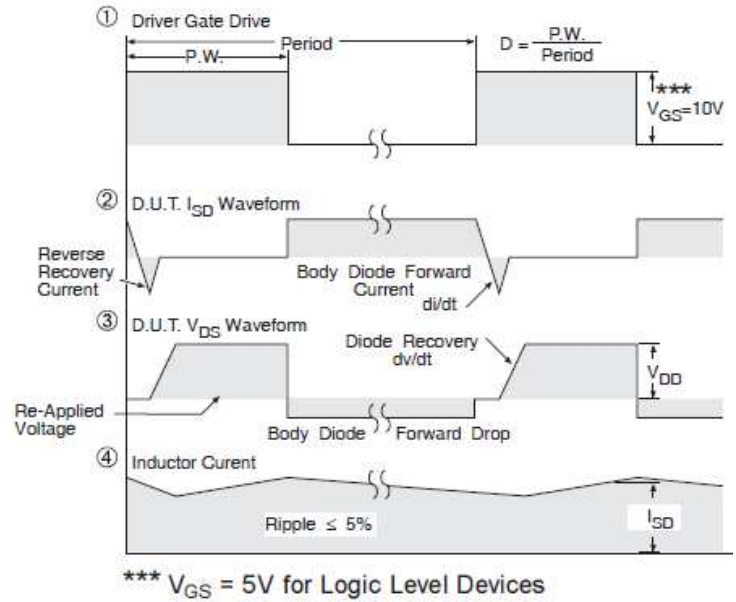 ① Driver Gate Drive
Period
P.W.
D = P.W.
Period
***
VGS=10V
② D.U.T. ISD Waveform
Reverse
Recovery
Current
Body Diode Forward
Current
di/dt
③ D.U.T. VDS Waveform
Diode Recovery
dv/dt
VDD
Re-Applied
Voltage
Body Diode
Forward Drop
④ Inductor Curent
Ripple ≤ 5%
ISD
*** VGS = 5V for Logic Level Devices